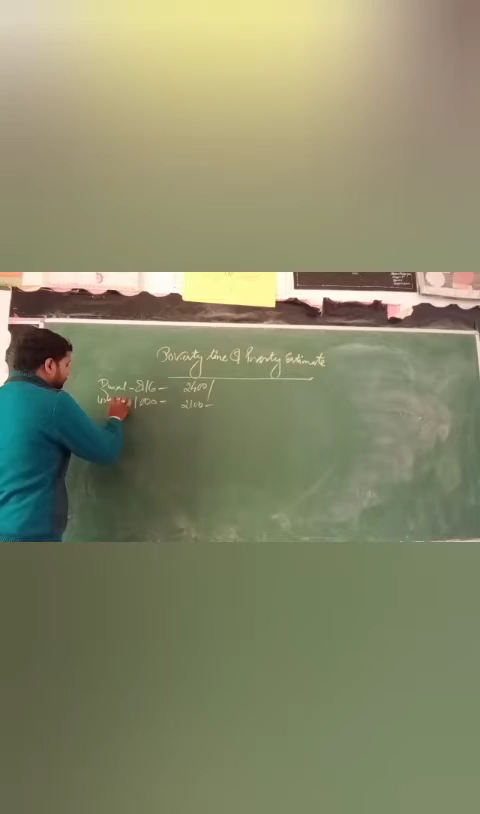 Poverty line & Poverty Estimate
Rural - 816 - 2400/
1000 - 2100 -